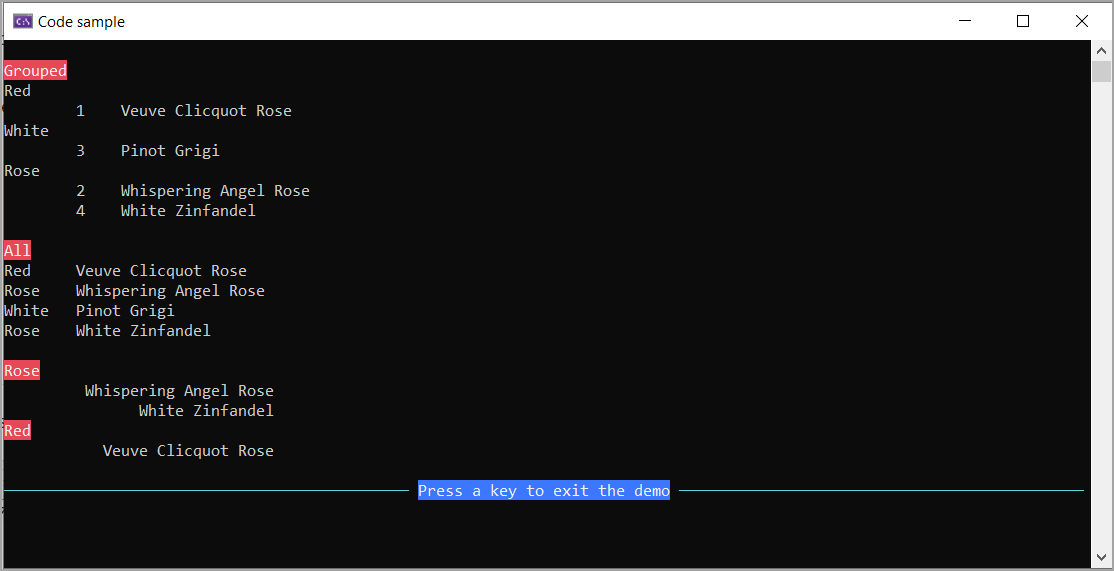 C:\ Code sample
Grouped
Red
1 Veuve Clicquot Rose
White
3 Pinot Grigi
Rose
2 Whispering Angel Rose
4 White Zinfandel
All
Red Veuve Clicquot Rose
Rose Whispering Angel Rose
White Pinot Grigi
Rose White Zinfandel
Rose
Whispering Angel Rose
White Zinfandel
Red
Veuve Clicquot Rose
Press a key to exit the demo